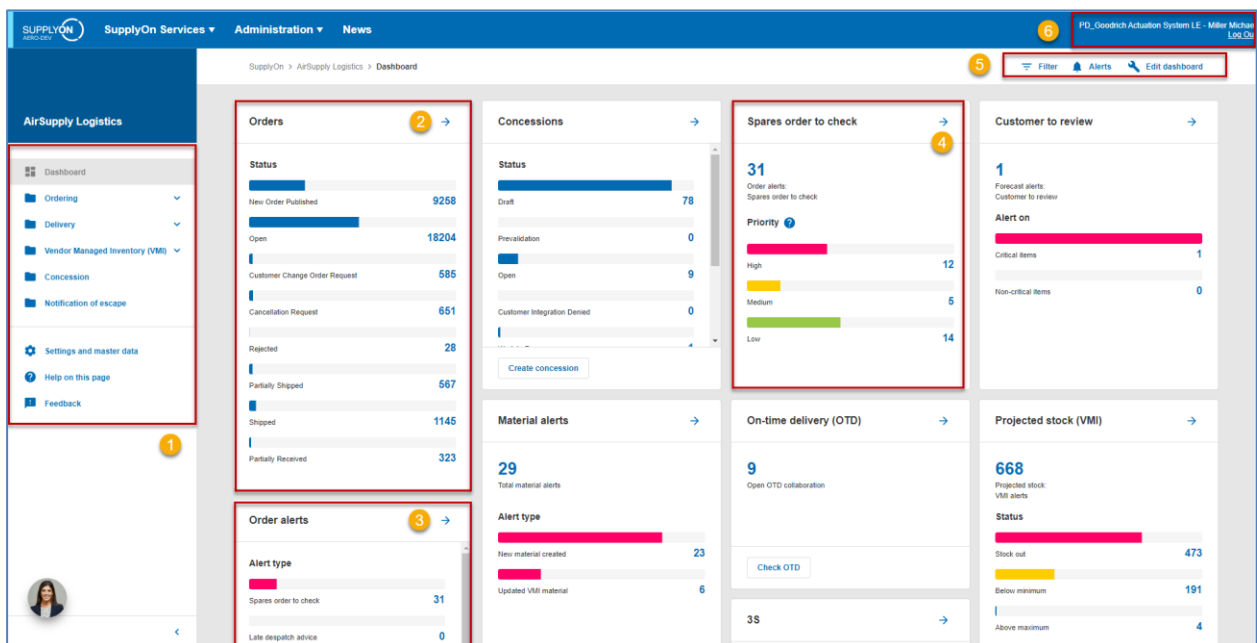 SUPPLYON
AERO-DEV
SupplyOn Services ▾
Administration ▾
News
6
PD_Goodrich Actuation System LE - Miller Michae
Log Ou
SupplyOn > AirSupply Logistics > Dashboard
5
Filter
Alerts
Edit dashboard
AirSupply Logistics
Dashboard
Ordering
Delivery
Vendor Managed Inventory (VMI)
Concession
Notification of escape
Settings and master data
Help on this page
Feedback
1
Orders
2
Status
New Order Published 9258
Open 18204
Customer Change Order Request 585
Cancellation Request 651
Rejected 28
Partially Shipped 567
Shipped 1145
Partially Received 323
Order alerts
3
Alert type
Spares order to check 31
Late despatch advice 0
Concessions
Status
Draft 78
Prevalidation 0
Open 9
Customer Integration Denied 0
Create concession
Material alerts
29
Total material alerts
Alert type
New material created 23
Updated VMI material 6
Spares order to check
4
31
Order alerts:
Spares order to check
Priority ?
High 12
Medium 5
Low 14
On-time delivery (OTD)
9
Open OTD collaboration
Check OTD
3S
Customer to review
1
Forecast alerts:
Customer to review
Alert on
Critical items 1
Non-critical items 0
Projected stock (VMI)
668
Projected stock:
VMI alerts
Status
Stock out 473
Below minimum 191
Above maximum 4